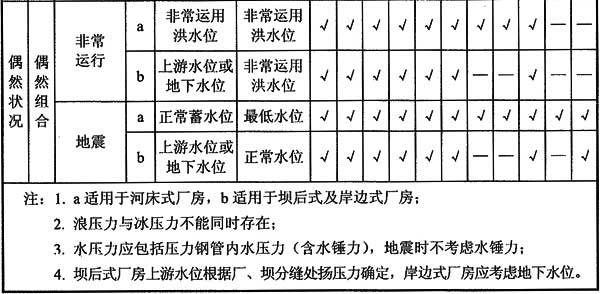 偶然状况 偶然组合 非常运行 a 非常运用洪水位 非常运用洪水位 √ √ √ √ √ √ √ √ √ — —
b 上游水位或地下水位 非常运用洪水位 √ √ √ √ √ √ — — √ — —
地震 a 正常蓄水位 最低水位 √ √ √ √ √ √ √ √ √ √ √
b 上游水位或地下水位 正常水位 √ √ √ √ √ √ — — √ — √
注：1. a 适用于河床式厂房，b 适用于坝后式及岸边式厂房；
2. 浪压力与冰压力不能同时存在；
3. 水压力应包括压力钢管内水压力（含水锤力），地震时不考虑水锤力；
4. 坝后式厂房上游水位根据厂、坝分缝处扬压力确定，岸边式厂房应考虑地下水位。